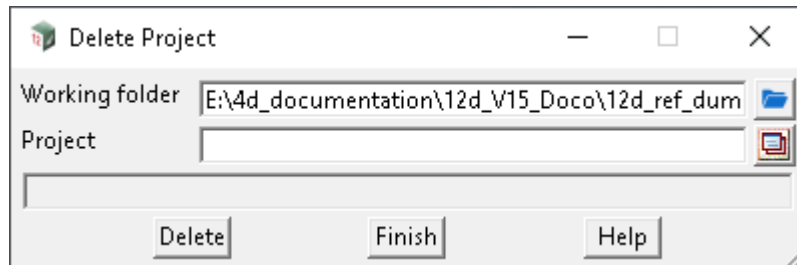 Delete Project
Working folder E:\4d_documentation\12d_V15_Doco\12d_ref_dum
Project
Delete Finish Help